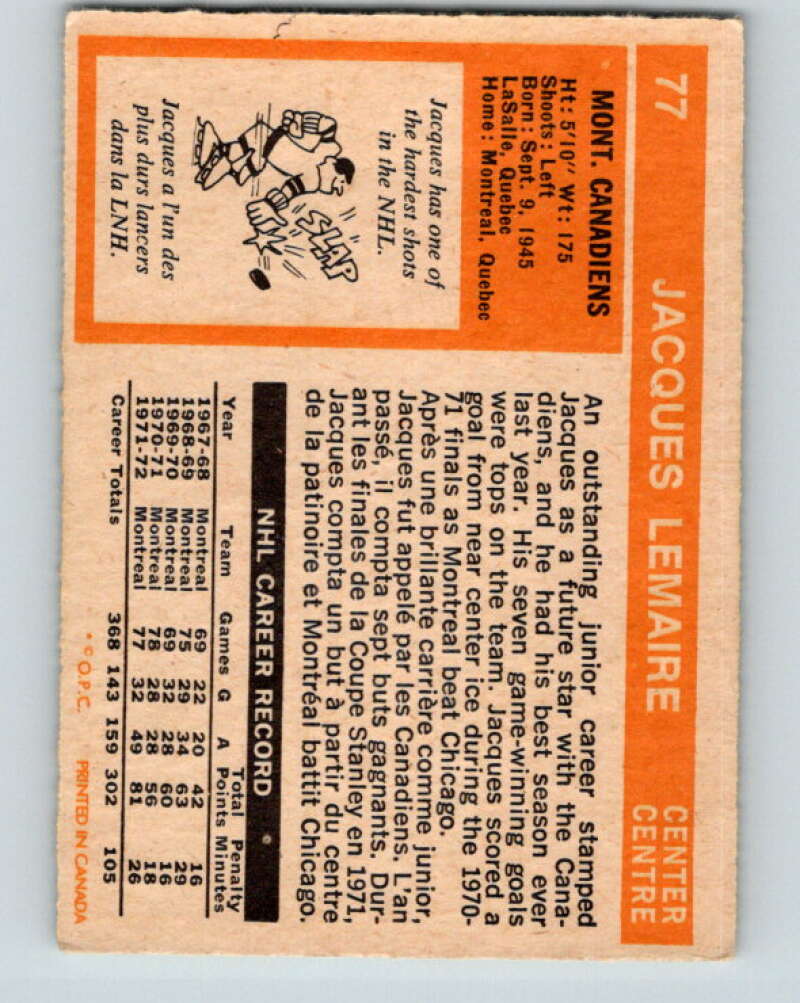 77 JACQUES LEMAIRE CENTER
CENTRE
MONT. CANADIENS
Ht: 5'10" Wt: 175
Shoots: Left
Born: Sept. 9, 1945
LaSalle, Quebec
Home: Montreal, Quebec
Jacques has one of
the hardest shots
in the NHL.
SLAP
Jacques a l'un des
plus durs lancers
dans la LNH.
An outstanding junior career stamped
Jacques as a future star with the Cana-
diens, and he had his best season ever
last year. His seven game-winning goals
were tops on the team. Jacques scored a
goal from near center ice during the 1970-
71 finals as Montreal beat Chicago.
Après une brillante carrière comme junior,
Jacques fut appelé par les Canadiens. L'an
passé, il compta sept buts gagnants. Dur-
ant les finales de la Coupe Stanley en 1971,
Jacques compta un but à partir du centre
de la patinoire et Montréal battit Chicago.
NHL CAREER RECORD
Total Penalty
Year Team Games G A Points Minutes
1967-68 Montreal 69 22 20 42 16
1968-69 Montreal 75 29 34 63 29
1969-70 Montreal 69 32 28 60 16
1970-71 Montreal 78 28 28 56 18
1971-72 Montreal 77 32 49 81 26
Career Totals 368 143 159 302 105
* © O.P.C. PRINTED IN CANADA